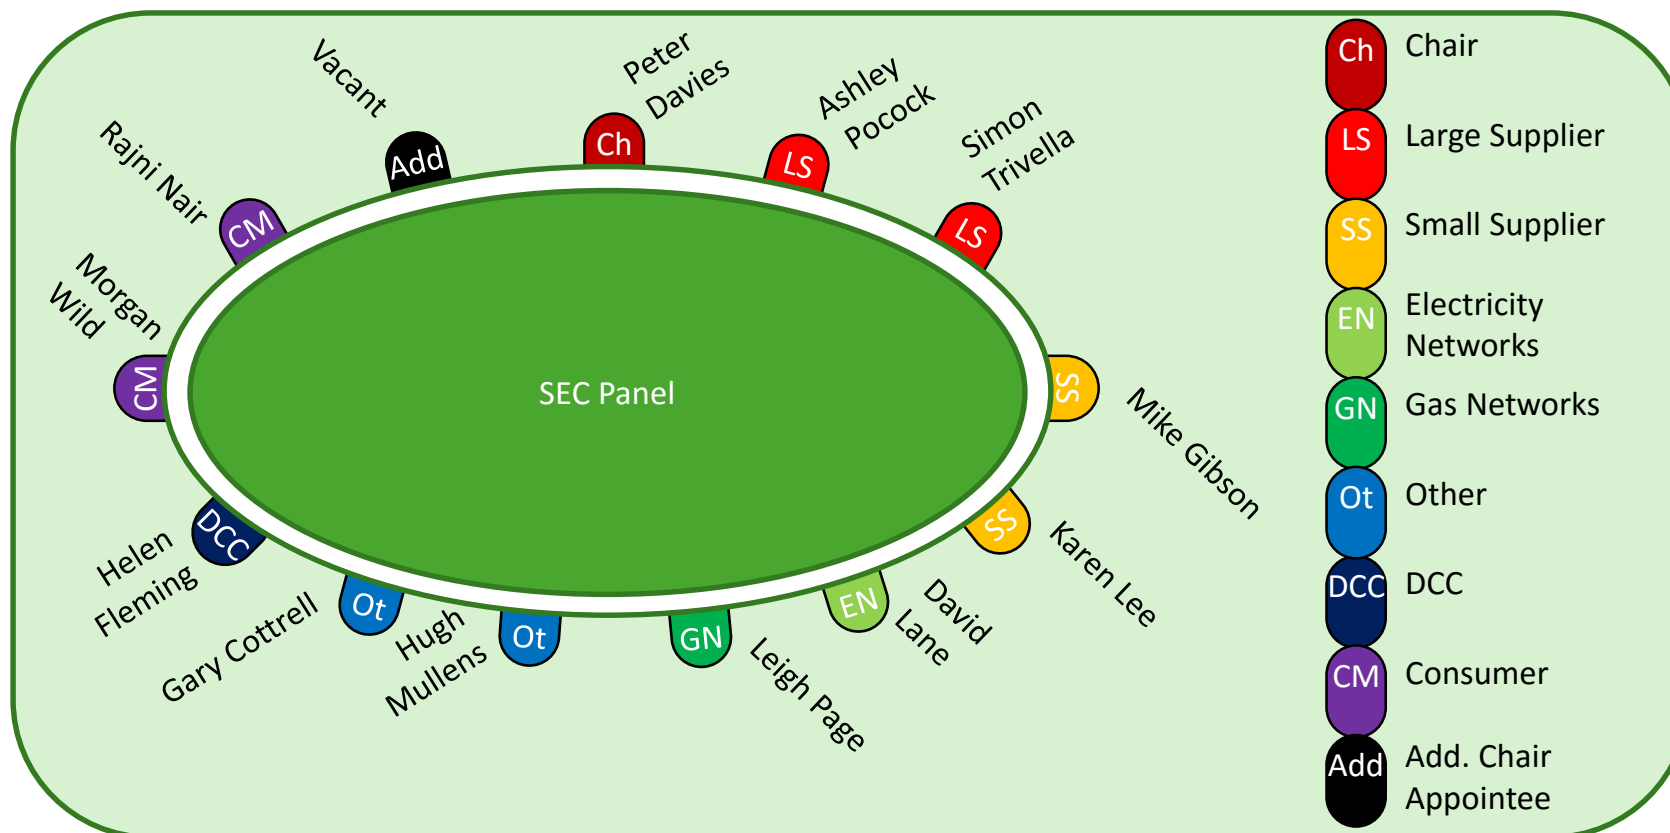 Vacant
Add
Peter
Davies
Ch
Ashley
Pocock
LS
Simon
Trivella
LS
Rajni Nair
CM
Morgan
Wild
CM
SEC Panel
SS
Mike Gibson
SS
Karen Lee
EN
David
Lane
GN
Leigh Page
Ot
Hugh
Mullens
Ot
Gary Cottrell
DCC
Helen
Fleming
Ch
Chair
LS
Large Supplier
SS
Small Supplier
EN
Electricity
Networks
GN
Gas Networks
Ot
Other
DCC
DCC
CM
Consumer
Add
Add. Chair
Appointee